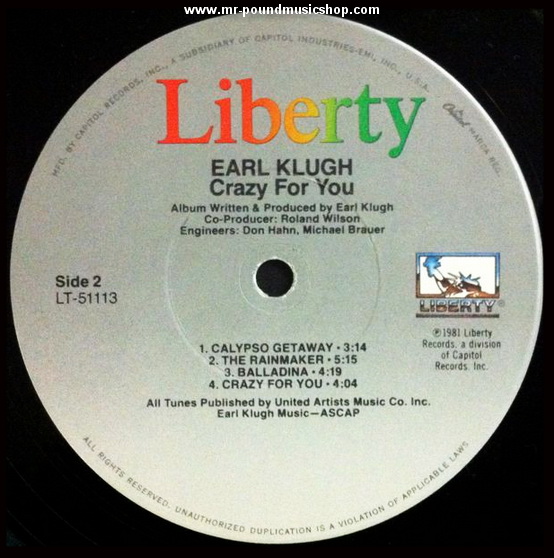 www.mr-poundmusicshop.com
MFD. BY CAPITOL RECORDS, INC., A SUBSIDIARY OF CAPITOL INDUSTRIES-EMI, INC., U.S.A.
Capitol MARCA REG.
Liberty
EARL KLUGH
Crazy For You
Album Written & Produced by Earl Klugh
Co-Producer: Roland Wilson
Engineers: Don Hahn, Michael Brauer
Side 2
LT-51113
LIBERTY®
℗1981 Liberty
Records, a division
of Capitol
Records, Inc.
1. CALYPSO GETAWAY • 3:14
2. THE RAINMAKER • 5:15
3. BALLADINA • 4:19
4. CRAZY FOR YOU • 4:04
All Tunes Published by United Artists Music Co. Inc.
Earl Klugh Music—ASCAP
ALL RIGHTS RESERVED. UNAUTHORIZED DUPLICATION IS A VIOLATION OF APPLICABLE LAWS